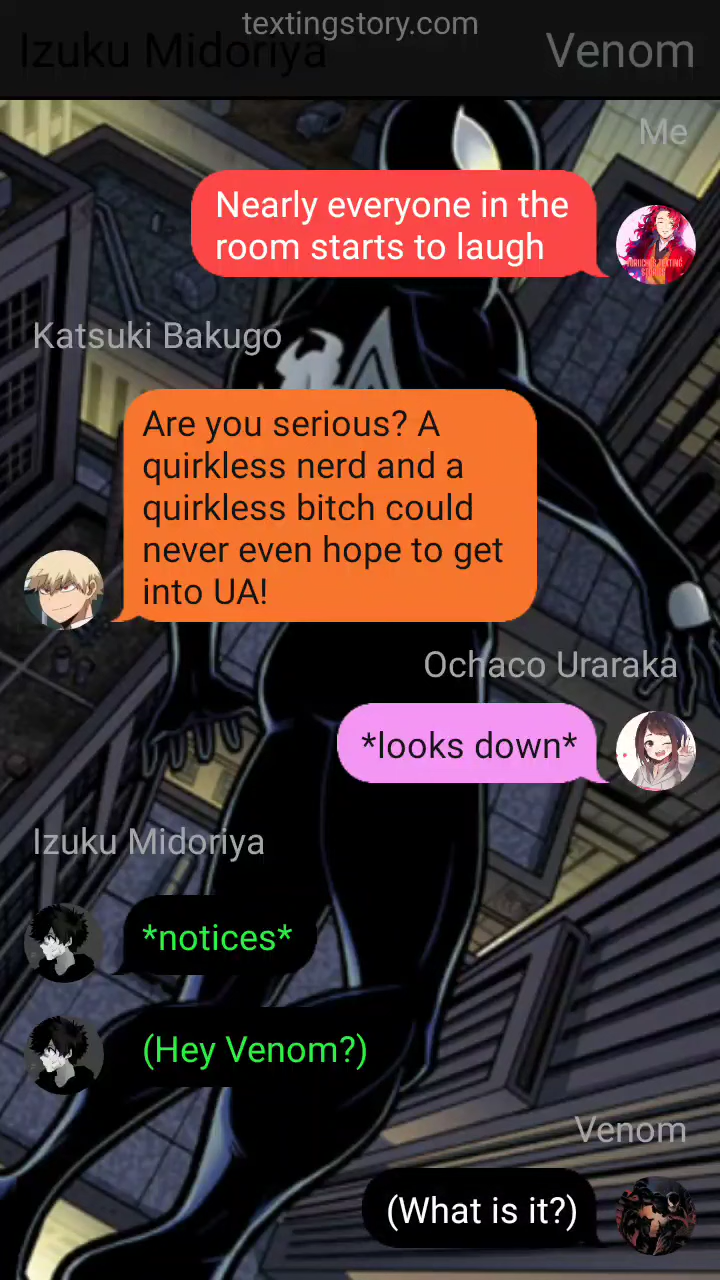 textingstory.com
Izuku Midoriya
Venom
Me
Nearly everyone in the
room starts to laugh
Katsuki Bakugo
Are you serious? A
quirkless nerd and a
quirkless bitch could
never even hope to get
into UA!
Ochaco Uraraka
*looks down*
Izuku Midoriya
*notices*
(Hey Venom?)
Venom
(What is it?)